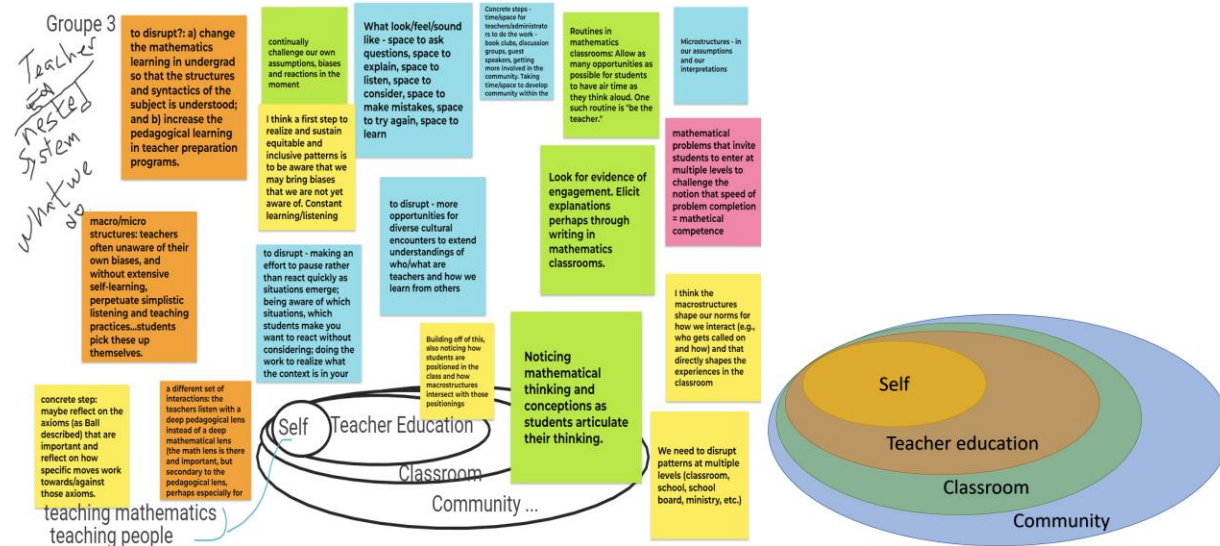 Groupe 3
Teacher
Ed
nested
system
what we
do
to disrupt?: a) change
the mathematics
learning in undergrad
so that the structures
and syntactics of the
subject is understood;
and b) increase the
pedagogical learning
in teacher preparation
programs.
continually
challenge our own
assumptions, biases
and reactions in the
moment
I think a first step to
realize and sustain
equitable and
inclusive patterns is
to be aware that we
may bring biases
that we are not yet
aware of. Constant
learning/listening
What look/feel/sound
like - space to ask
questions, space to
explain, space to
listen, space to
consider, space to
make mistakes, space
to try again, space to
learn
Concrete steps -
time/space for
teachers/administrato
rs to do the work -
book clubs, discussion
groups, guest
speakers, getting
more involved in the
community. Taking
time/space to develop
community within the
Routines in
mathematics
classrooms: Allow as
many opportunities as
possible for students
to have air time as
they think aloud. One
such routine is "be the
teacher."
Microstructures - in
our assumptions and
our interpretations
mathematical
problems that invite
students to enter at
multiple levels to
challenge the
notion that speed of
problem completion
= mathetical
competence
Look for evidence of
engagement. Elicit
explanations
perhaps through
writing in
mathematics
classrooms.
to disrupt - more
opportunities for
diverse cultural
encounters to extend
understandings of
who/what are
teachers and how we
learn from others
macro/micro
structures: teachers
often unaware of their
own biases, and
without extensive
self-learning,
perpetuate simplistic
listening and teaching
practices...students
pick these up
themselves.
to disrupt - making an
effort to pause rather
than react quickly as
situations emerge;
being aware of which
situations, which
students make you
want to react without
considering; doing the
work to realize what
the context is in your
Building off of this,
also noticing how
students are
positioned in the
class and how
macrostructures
intersect with those
positionings
Noticing
mathematical
thinking and
conceptions as
students articulate
their thinking.
I think the
macrostructures
shape our norms for
how we interact (e.g.,
who gets called on
and how) and that
directly shapes the
experiences in the
classroom
We need to disrupt
patterns at multiple
levels (classroom,
school, school
board, ministry, etc.)
concrete step:
maybe reflect on the
axioms (as Ball
described) that are
important and
reflect on how
specific moves work
towards/against
those axioms.
a different set of
interactions: the
teachers listen with a
deep pedagogical lens
instead of a deep
mathematical lens
(the math lens is there
and important, but
secondary to the
pedagogical lens,
perhaps especially for
Self
Teacher Education
Classroom
Community ...
teaching mathematics
teaching people
Self
Teacher education
Classroom
Community